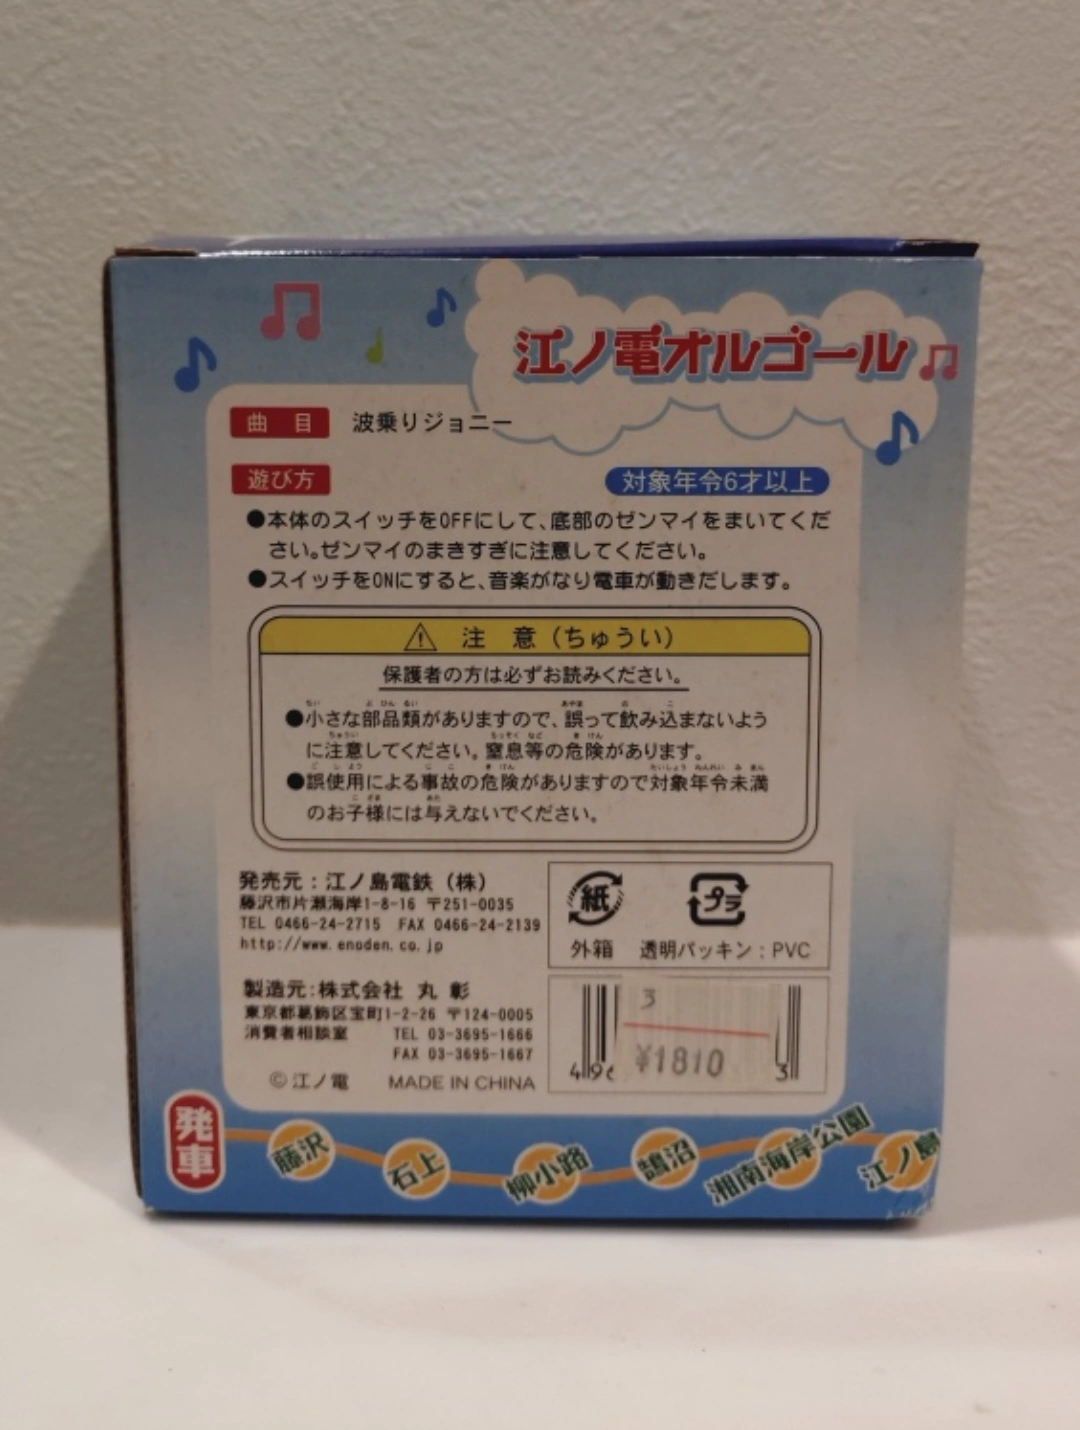 江ノ電オルゴール
曲 目 波乗りジョニー
遊び方 対象年令6才以上
●本体のスイッチをOFFにして、底部のゼンマイをまいてくだ
さい。ゼンマイのまきすぎに注意してください。
●スイッチをONにすると、音楽がなり電車が動きだします。
⚠ 注 意(ちゅうい)
保護者の方は必ずお読みください。
●小さな部品類がありますので、誤って飲み込まないよう
に注意してください。窒息等の危険があります。
●誤使用による事故の危険がありますので対象年令未満
のお子様には与えないでください。
発売元:江ノ島電鉄(株)
藤沢市片瀬海岸1-8-16 〒251-0035
TEL 0466-24-2715 FAX 0466-24-2139
http://www.enoden.co.jp
紙 プラ
外箱 透明パッキン:PVC
製造元:株式会社 丸 彰
東京都葛飾区宝町1-2-26 〒124-0005
消費者相談室 TEL 03-3695-1666
FAX 03-3695-1667
©江ノ電 MADE IN CHINA
3
¥1810
4 96 3
発車 藤沢 石上 柳小路 鵠沼 湘南海岸公園 江ノ島